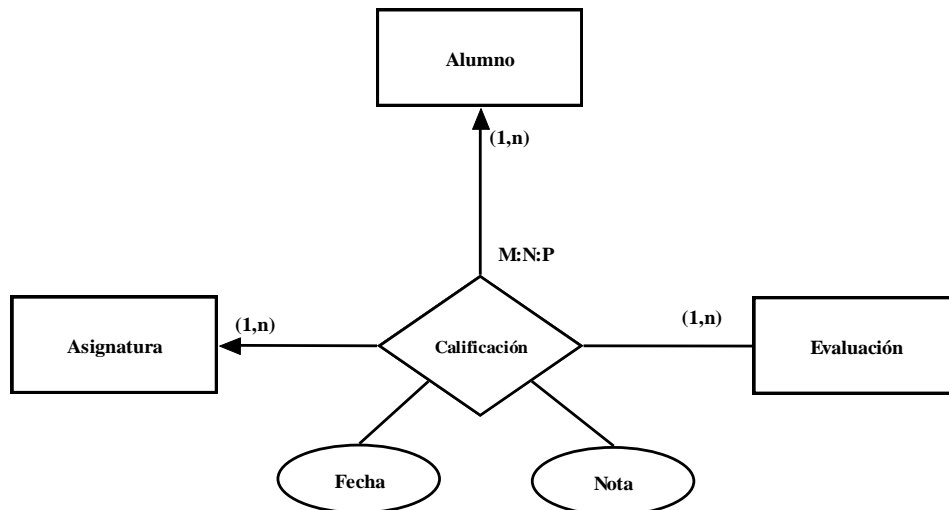 Alumno
(1,n)
M:N:P
(1,n)
(1,n)
Asignatura
Calificación
Evaluación
Fecha
Nota